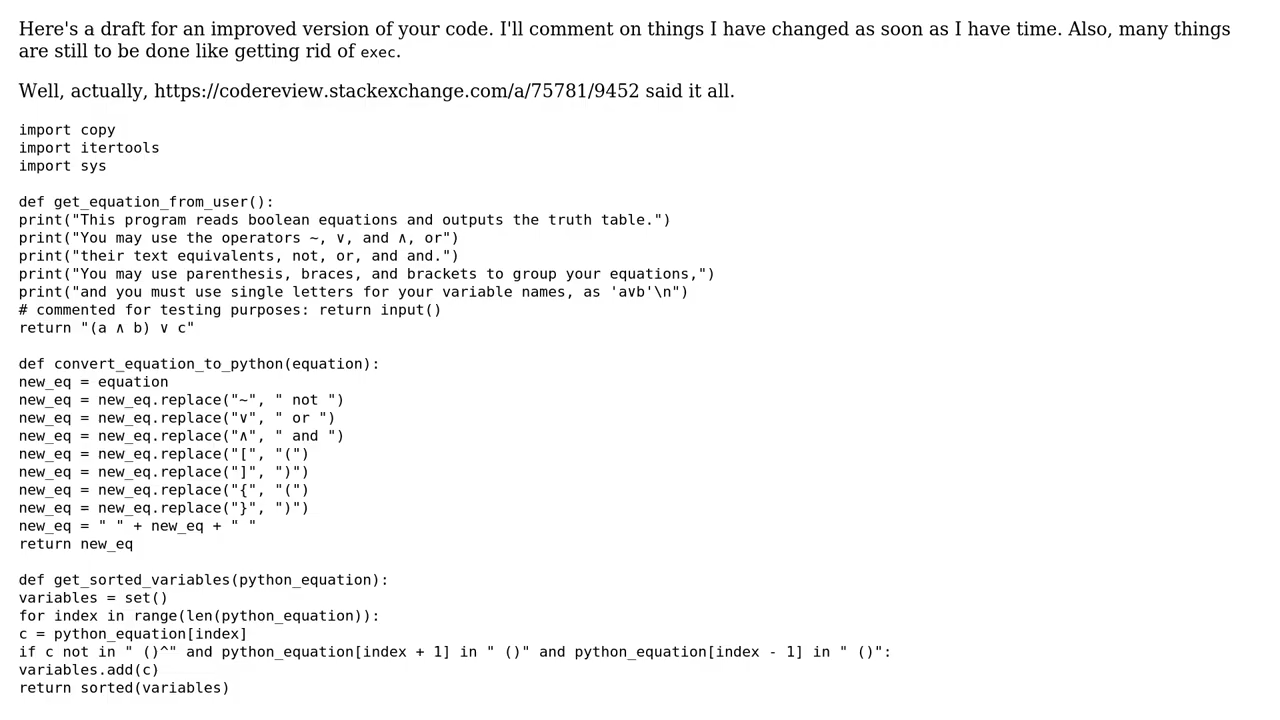 Here's a draft for an improved version of your code. I'll comment on things I have changed as soon as I have time. Also, many things
are still to be done like getting rid of exec.
Well, actually, https://codereview.stackexchange.com/a/75781/9452 said it all.
import copy
import itertools
import sys
def get_equation_from_user():
print("This program reads boolean equations and outputs the truth table.")
print("You may use the operators ~, ∨, and ∧, or")
print("their text equivalents, not, or, and and.")
print("You may use parenthesis, braces, and brackets to group your equations,")
print("and you must use single letters for your variable names, as 'a∨b'\n")
# commented for testing purposes: return input()
return "(a ∧ b) ∨ c"
def convert_equation_to_python(equation):
new_eq = equation
new_eq = new_eq.replace("~", " not ")
new_eq = new_eq.replace("∨", " or ")
new_eq = new_eq.replace("∧", " and ")
new_eq = new_eq.replace("[", "(")
new_eq = new_eq.replace("]", ")")
new_eq = new_eq.replace("{", "(")
new_eq = new_eq.replace("}", ")")
new_eq = " " + new_eq + " "
return new_eq
def get_sorted_variables(python_equation):
variables = set()
for index in range(len(python_equation)):
c = python_equation[index]
if c not in " ()^" and python_equation[index + 1] in " ()" and python_equation[index - 1] in " ()":
variables.add(c)
return sorted(variables)